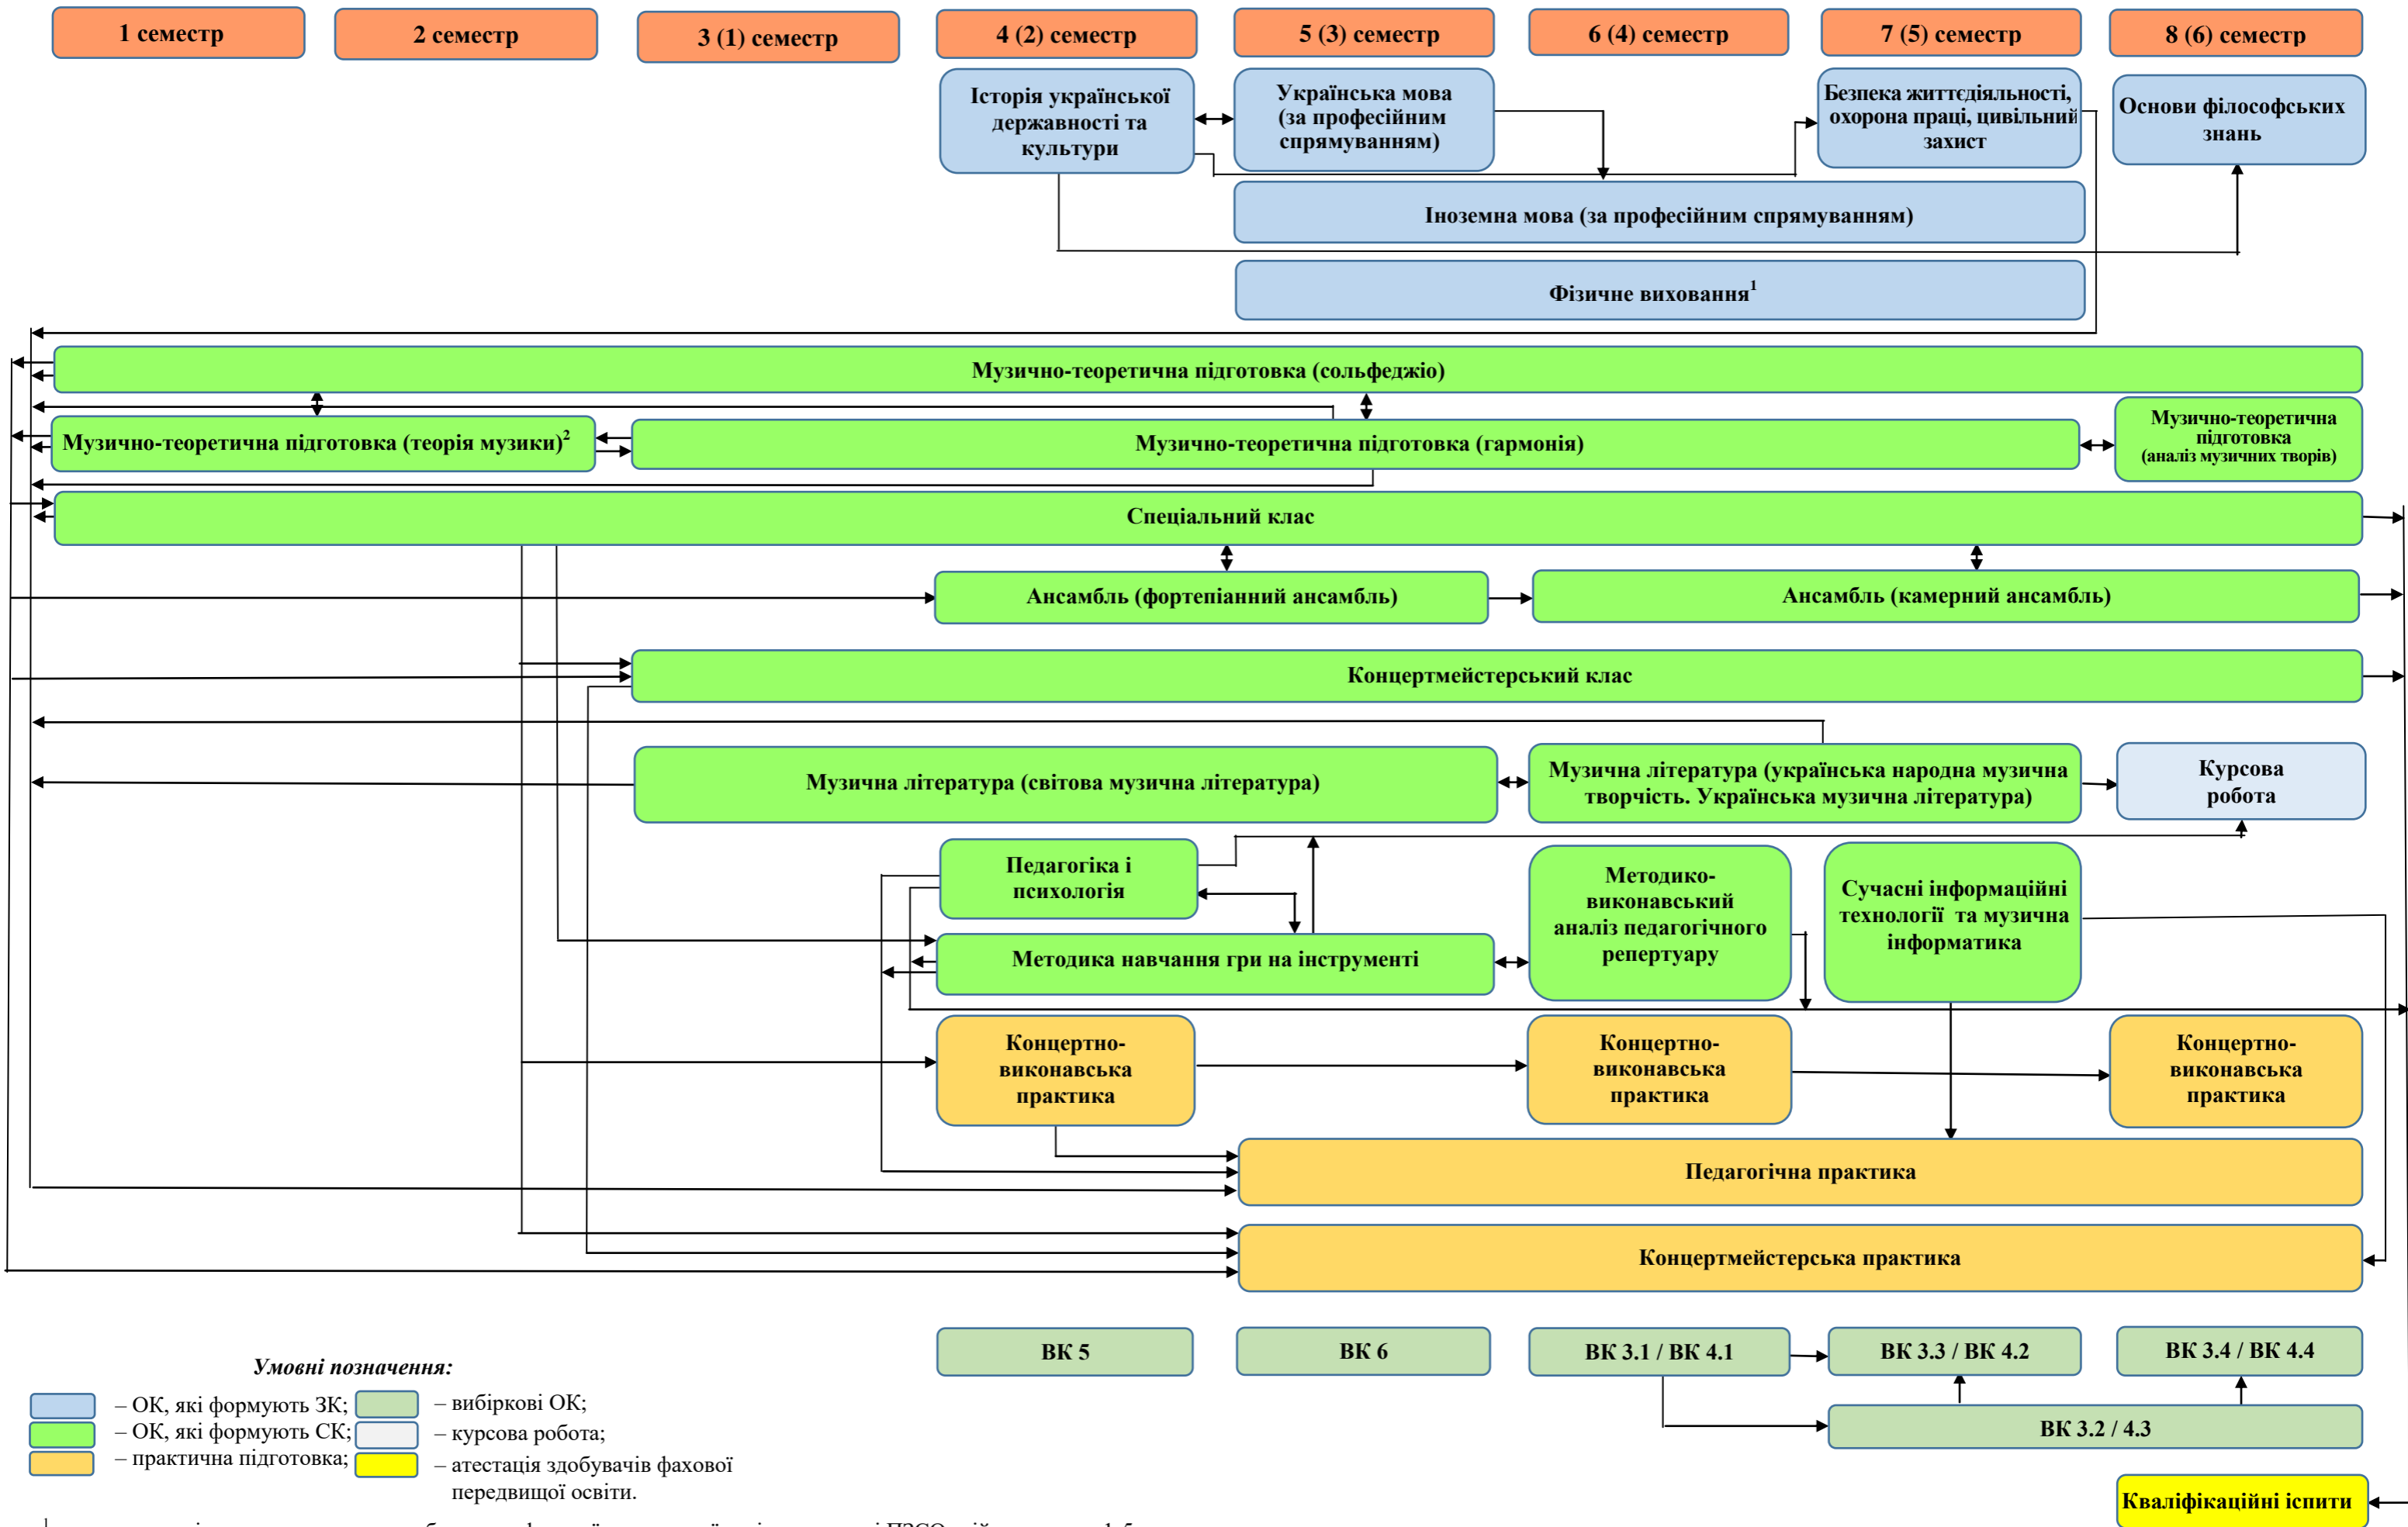 1 семестр
2 семестр
3 (1) семестр
4 (2) семестр
5 (3) семестр
6 (4) семестр
7 (5) семестр
8 (6) семестр
Історія української
державності та
культури
Українська мова
(за професійним
спрямуванням)
Безпека життєдіяльності,
охорона праці, цивільний
захист
Основи філософських
знань
Іноземна мова (за професійним спрямуванням)
Фізичне виховання¹
Музично-теоретична підготовка (сольфеджіо)
Музично-теоретична підготовка (теорія музики)²
Музично-теоретична підготовка (гармонія)
Музично-теоретична
підготовка
(аналіз музичних творів)
Спеціальний клас
Ансамбль (фортепіанний ансамбль)
Ансамбль (камерний ансамбль)
Концертмейстерський клас
Музична література (світова музична література)
Музична література (українська народна музична
творчість. Українська музична література)
Курсова
робота
Педагогіка і
психологія
Методика навчання гри на інструменті
Методико-
виконавський
аналіз педагогічного
репертуару
Сучасні інформаційні
технології та музична
інформатика
Концертно-
виконавська
практика
Концертно-
виконавська
практика
Концертно-
виконавська
практика
Педагогічна практика
Концертмейстерська практика
ВК 5
ВК 6
ВК 3.1 / ВК 4.1
ВК 3.3 / ВК 4.2
ВК 3.4 / ВК 4.4
ВК 3.2 / 4.3
Кваліфікаційні іспити
Умовні позначення:
– ОК, які формують ЗК;
– ОК, які формують СК;
– практична підготовка;
– вибіркові ОК;
– курсова робота;
– атестація здобувачів фахової
передвищої освіти.